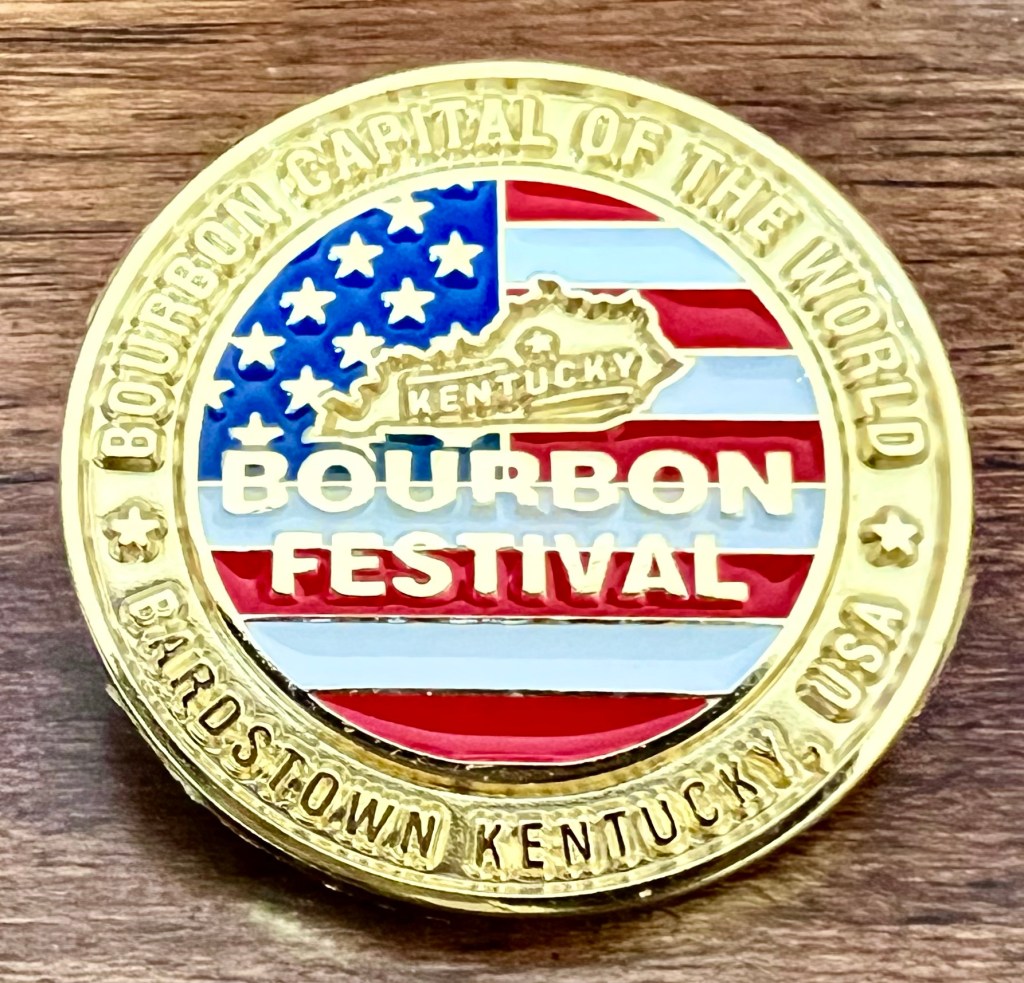 BOURBON CAPITAL OF THE WORLD
KENTUCKY
BOURBON
FESTIVAL
BARDSTOWN KENTUCKY, USA